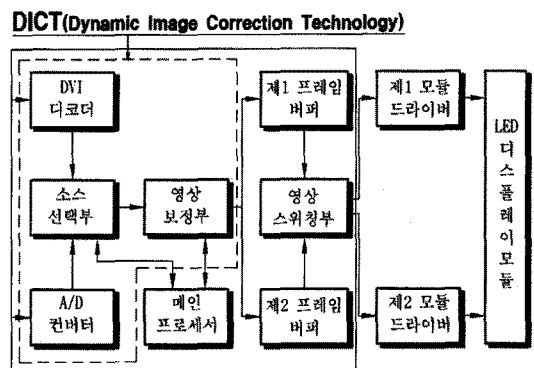 DICT(Dynamic Image Correction Technology)
DVI
디코더
제1 프레임
버퍼
제1 모듈
드라이버
소스
선택부
영상
보정부
영상
스위칭부
LED 디스플레이모듈
A/D
컨버터
메인
프로세서
제2 프레임
버퍼
제2 모듈
드라이버